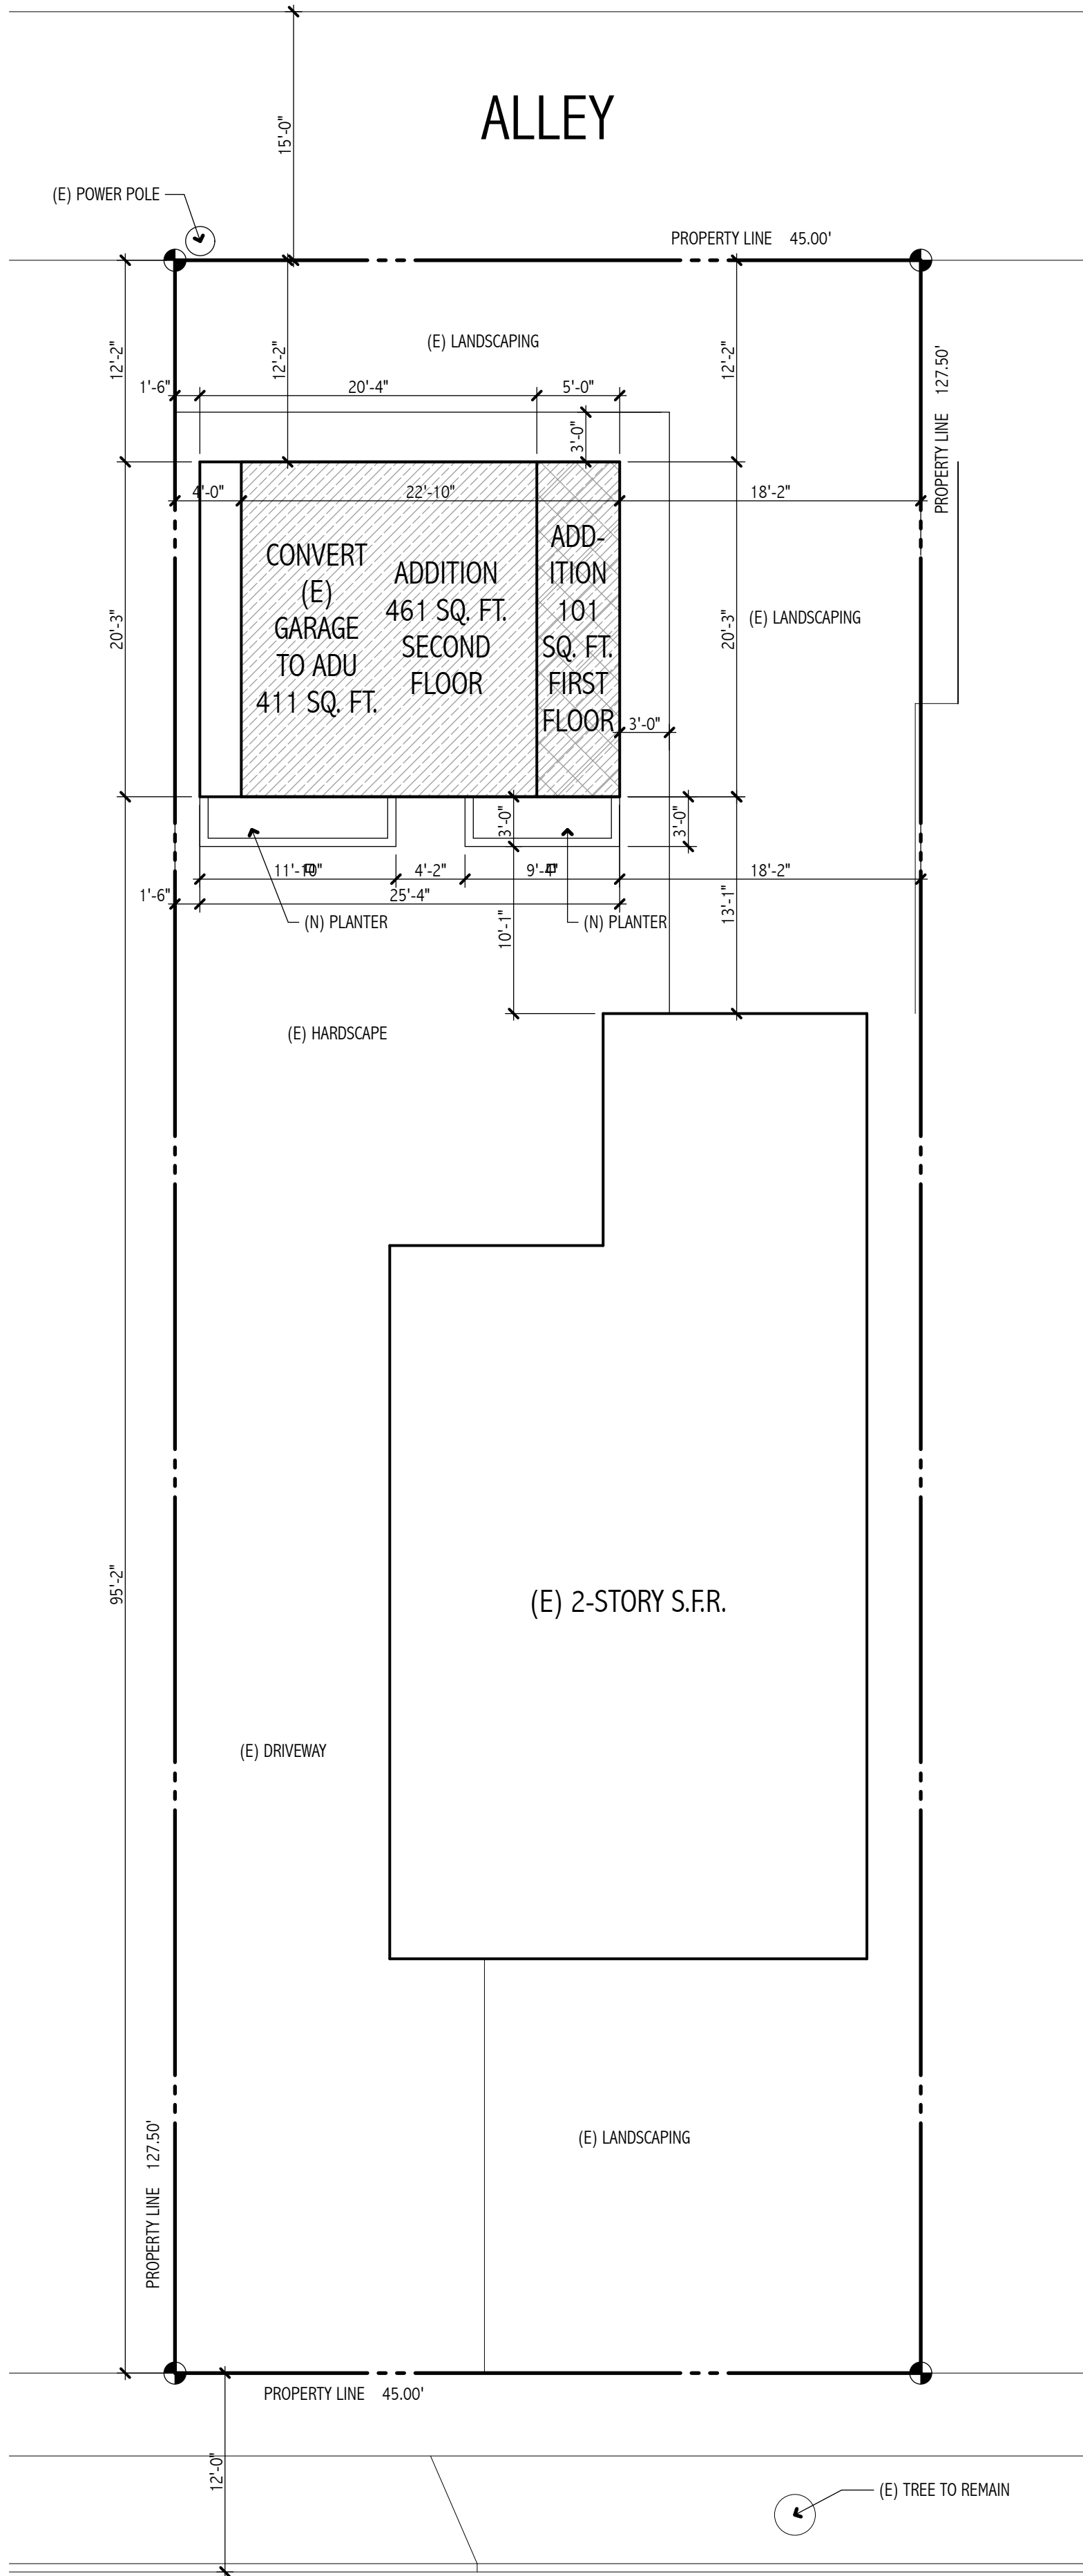 ALLEY
15'-0"
(E) POWER POLE
PROPERTY LINE 45.00'
12'-2"
12'-2"
(E) LANDSCAPING
12'-2"
PROPERTY LINE 127.50'
1'-6"
20'-4"
5'-0"
3'-0"
4'-0"
22'-10"
18'-2"
CONVERT
(E)
GARAGE
TO ADU
411 SQ. FT.
ADDITION
461 SQ. FT.
SECOND
FLOOR
ADD-
ITION
101
SQ. FT.
FIRST
FLOOR
20'-3"
20'-3"
(E) LANDSCAPING
3'-0"
3'-0"
3'-0"
11'-10"
4'-2"
9'-4"
18'-2"
1'-6"
25'-4"
(N) PLANTER
(N) PLANTER
10'-1"
13'-1"
(E) HARDSCAPE
95'-2"
(E) 2-STORY S.F.R.
(E) DRIVEWAY
(E) LANDSCAPING
PROPERTY LINE 127.50'
PROPERTY LINE 45.00'
12'-0"
(E) TREE TO REMAIN